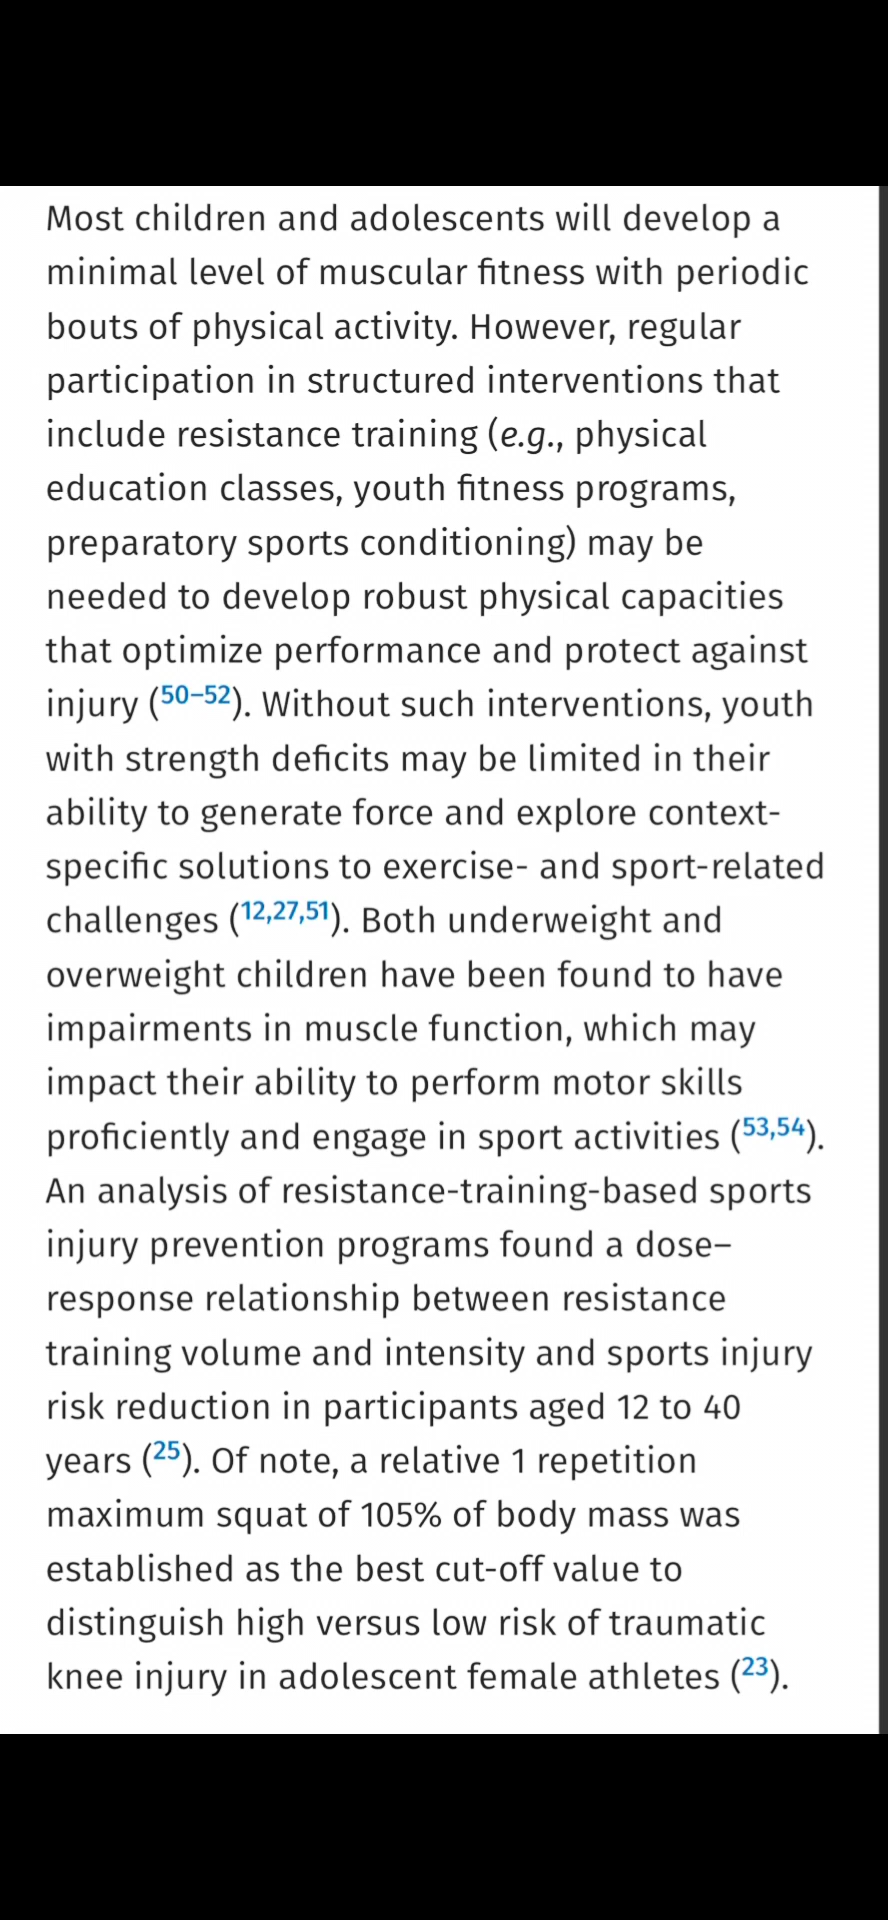 Most children and adolescents will develop a
minimal level of muscular fitness with periodic
bouts of physical activity. However, regular
participation in structured interventions that
include resistance training (e.g., physical
education classes, youth fitness programs,
preparatory sports conditioning) may be
needed to develop robust physical capacities
that optimize performance and protect against
injury (50–52). Without such interventions, youth
with strength deficits may be limited in their
ability to generate force and explore context-
specific solutions to exercise- and sport-related
challenges (12,27,51). Both underweight and
overweight children have been found to have
impairments in muscle function, which may
impact their ability to perform motor skills
proficiently and engage in sport activities (53,54).
An analysis of resistance-training-based sports
injury prevention programs found a dose–
response relationship between resistance
training volume and intensity and sports injury
risk reduction in participants aged 12 to 40
years (25). Of note, a relative 1 repetition
maximum squat of 105% of body mass was
established as the best cut-off value to
distinguish high versus low risk of traumatic
knee injury in adolescent female athletes (23).